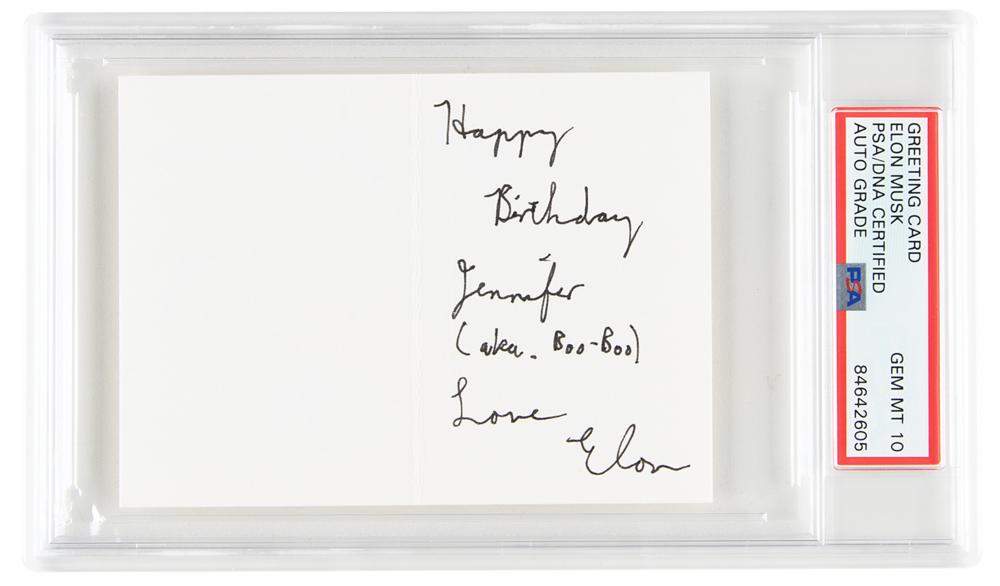 Happy
Birthday
Jennifer
(aka. Boo-Boo)
Love
Elon
GREETING CARD
ELON MUSK
PSA/DNA CERTIFIED
AUTO GRADE
GEM MT 10
84642605
PSA